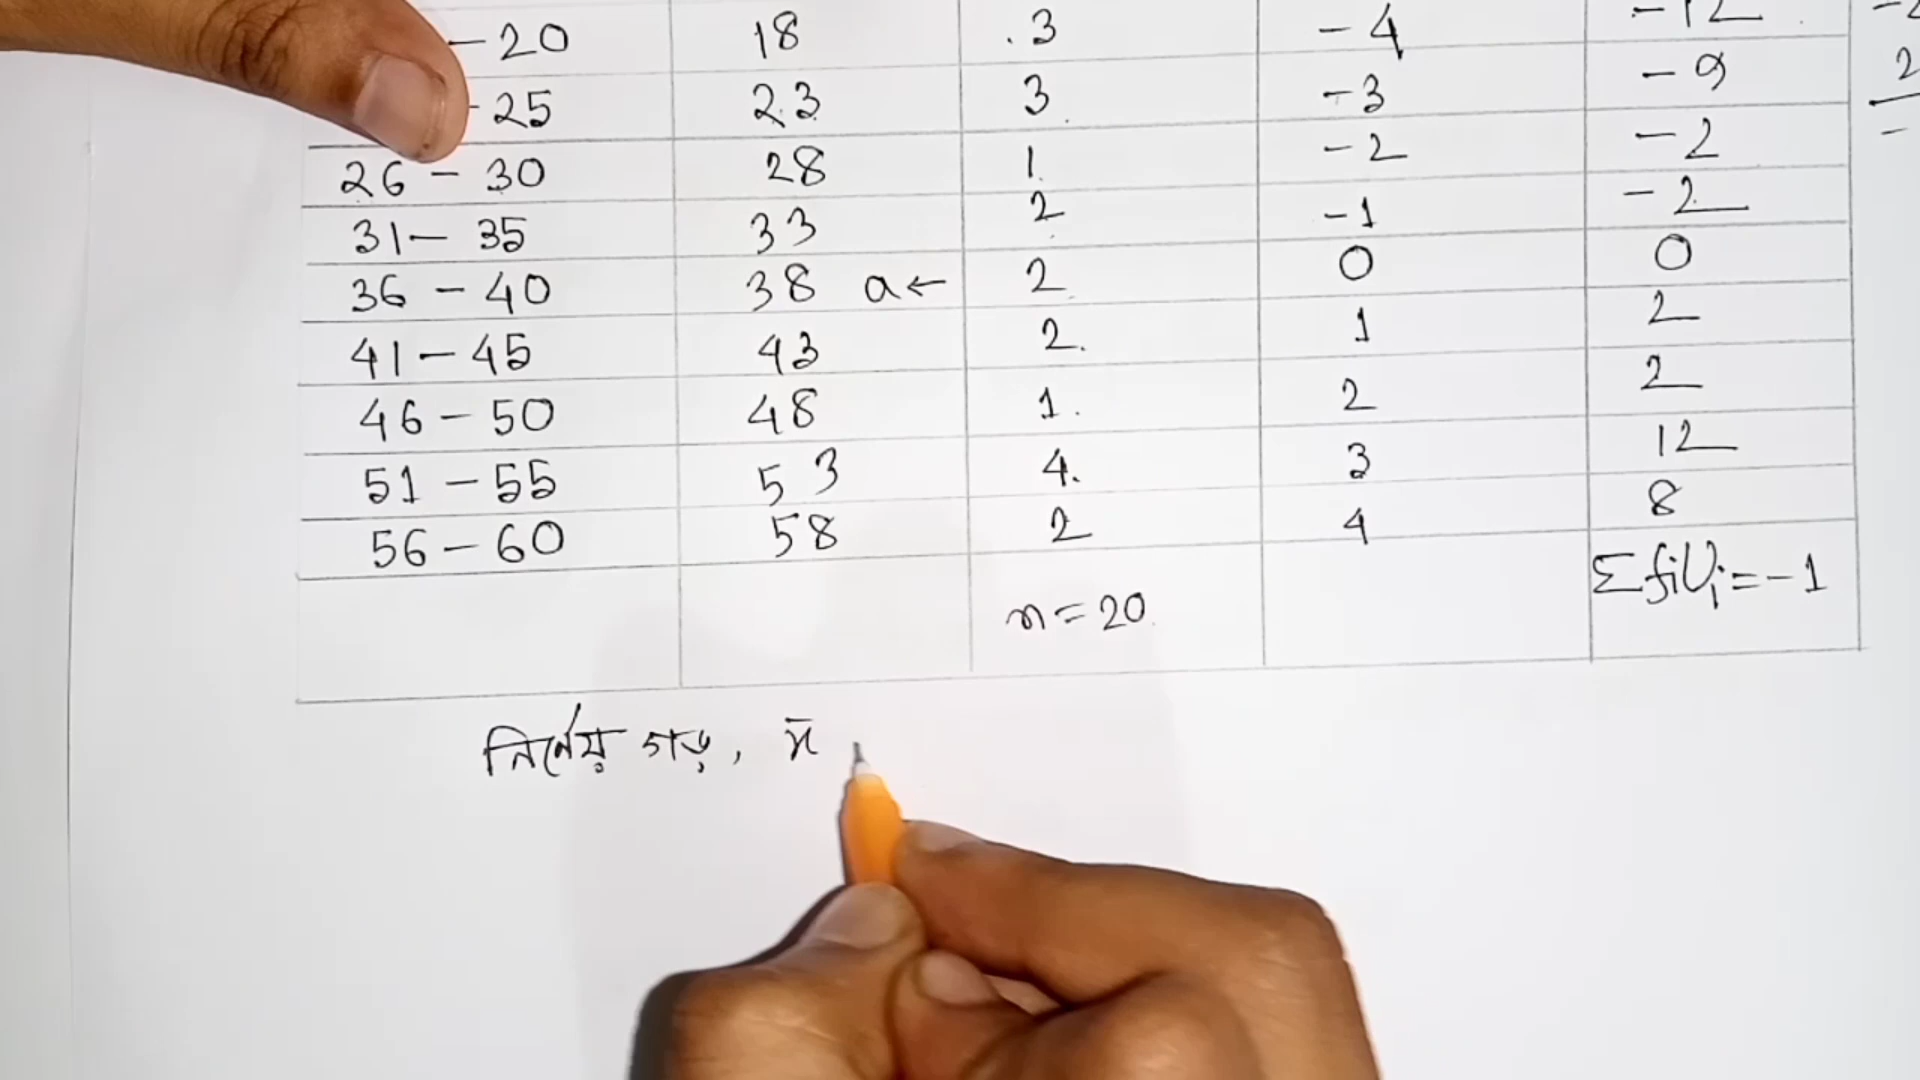 – 20 18 .3 – 4 – 12
- 25 23 3 – 3 – 9
26 – 30 28 1 – 2 – 2
31 – 35 33 2 – 1 – 2
36 – 40 38 a← 2 0 0
41 – 45 43 2 1 2
46 – 50 48 1 2 2
51 – 55 53 4 3 12
56 – 60 58 2 4 8
n = 20 Σfiui = – 1
নির্ণেয় গড়, x̄